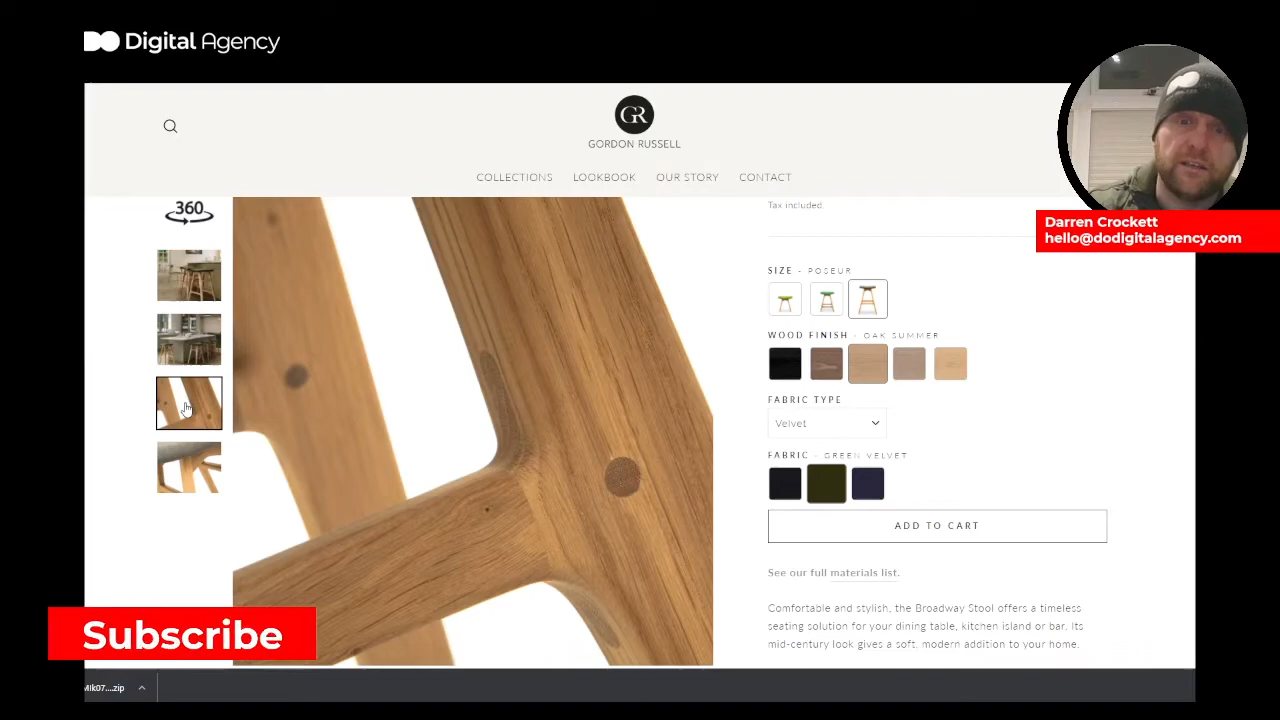 Digital Agency
GR
GORDON RUSSELL
COLLECTIONS LOOKBOOK OUR STORY CONTACT
Darren Crockett
hello@dodigitalagency.com
360
Tax included.
SIZE - POSEUR
WOOD FINISH - OAK SUMMER
FABRIC TYPE
Velvet
FABRIC - GREEN VELVET
ADD TO CART
See our full materials list.
Comfortable and stylish, the Broadway Stool offers a timeless
seating solution for your dining table, kitchen island or bar. Its
mid-century look gives a soft, modern addition to your home.
Subscribe
MIk07....zip